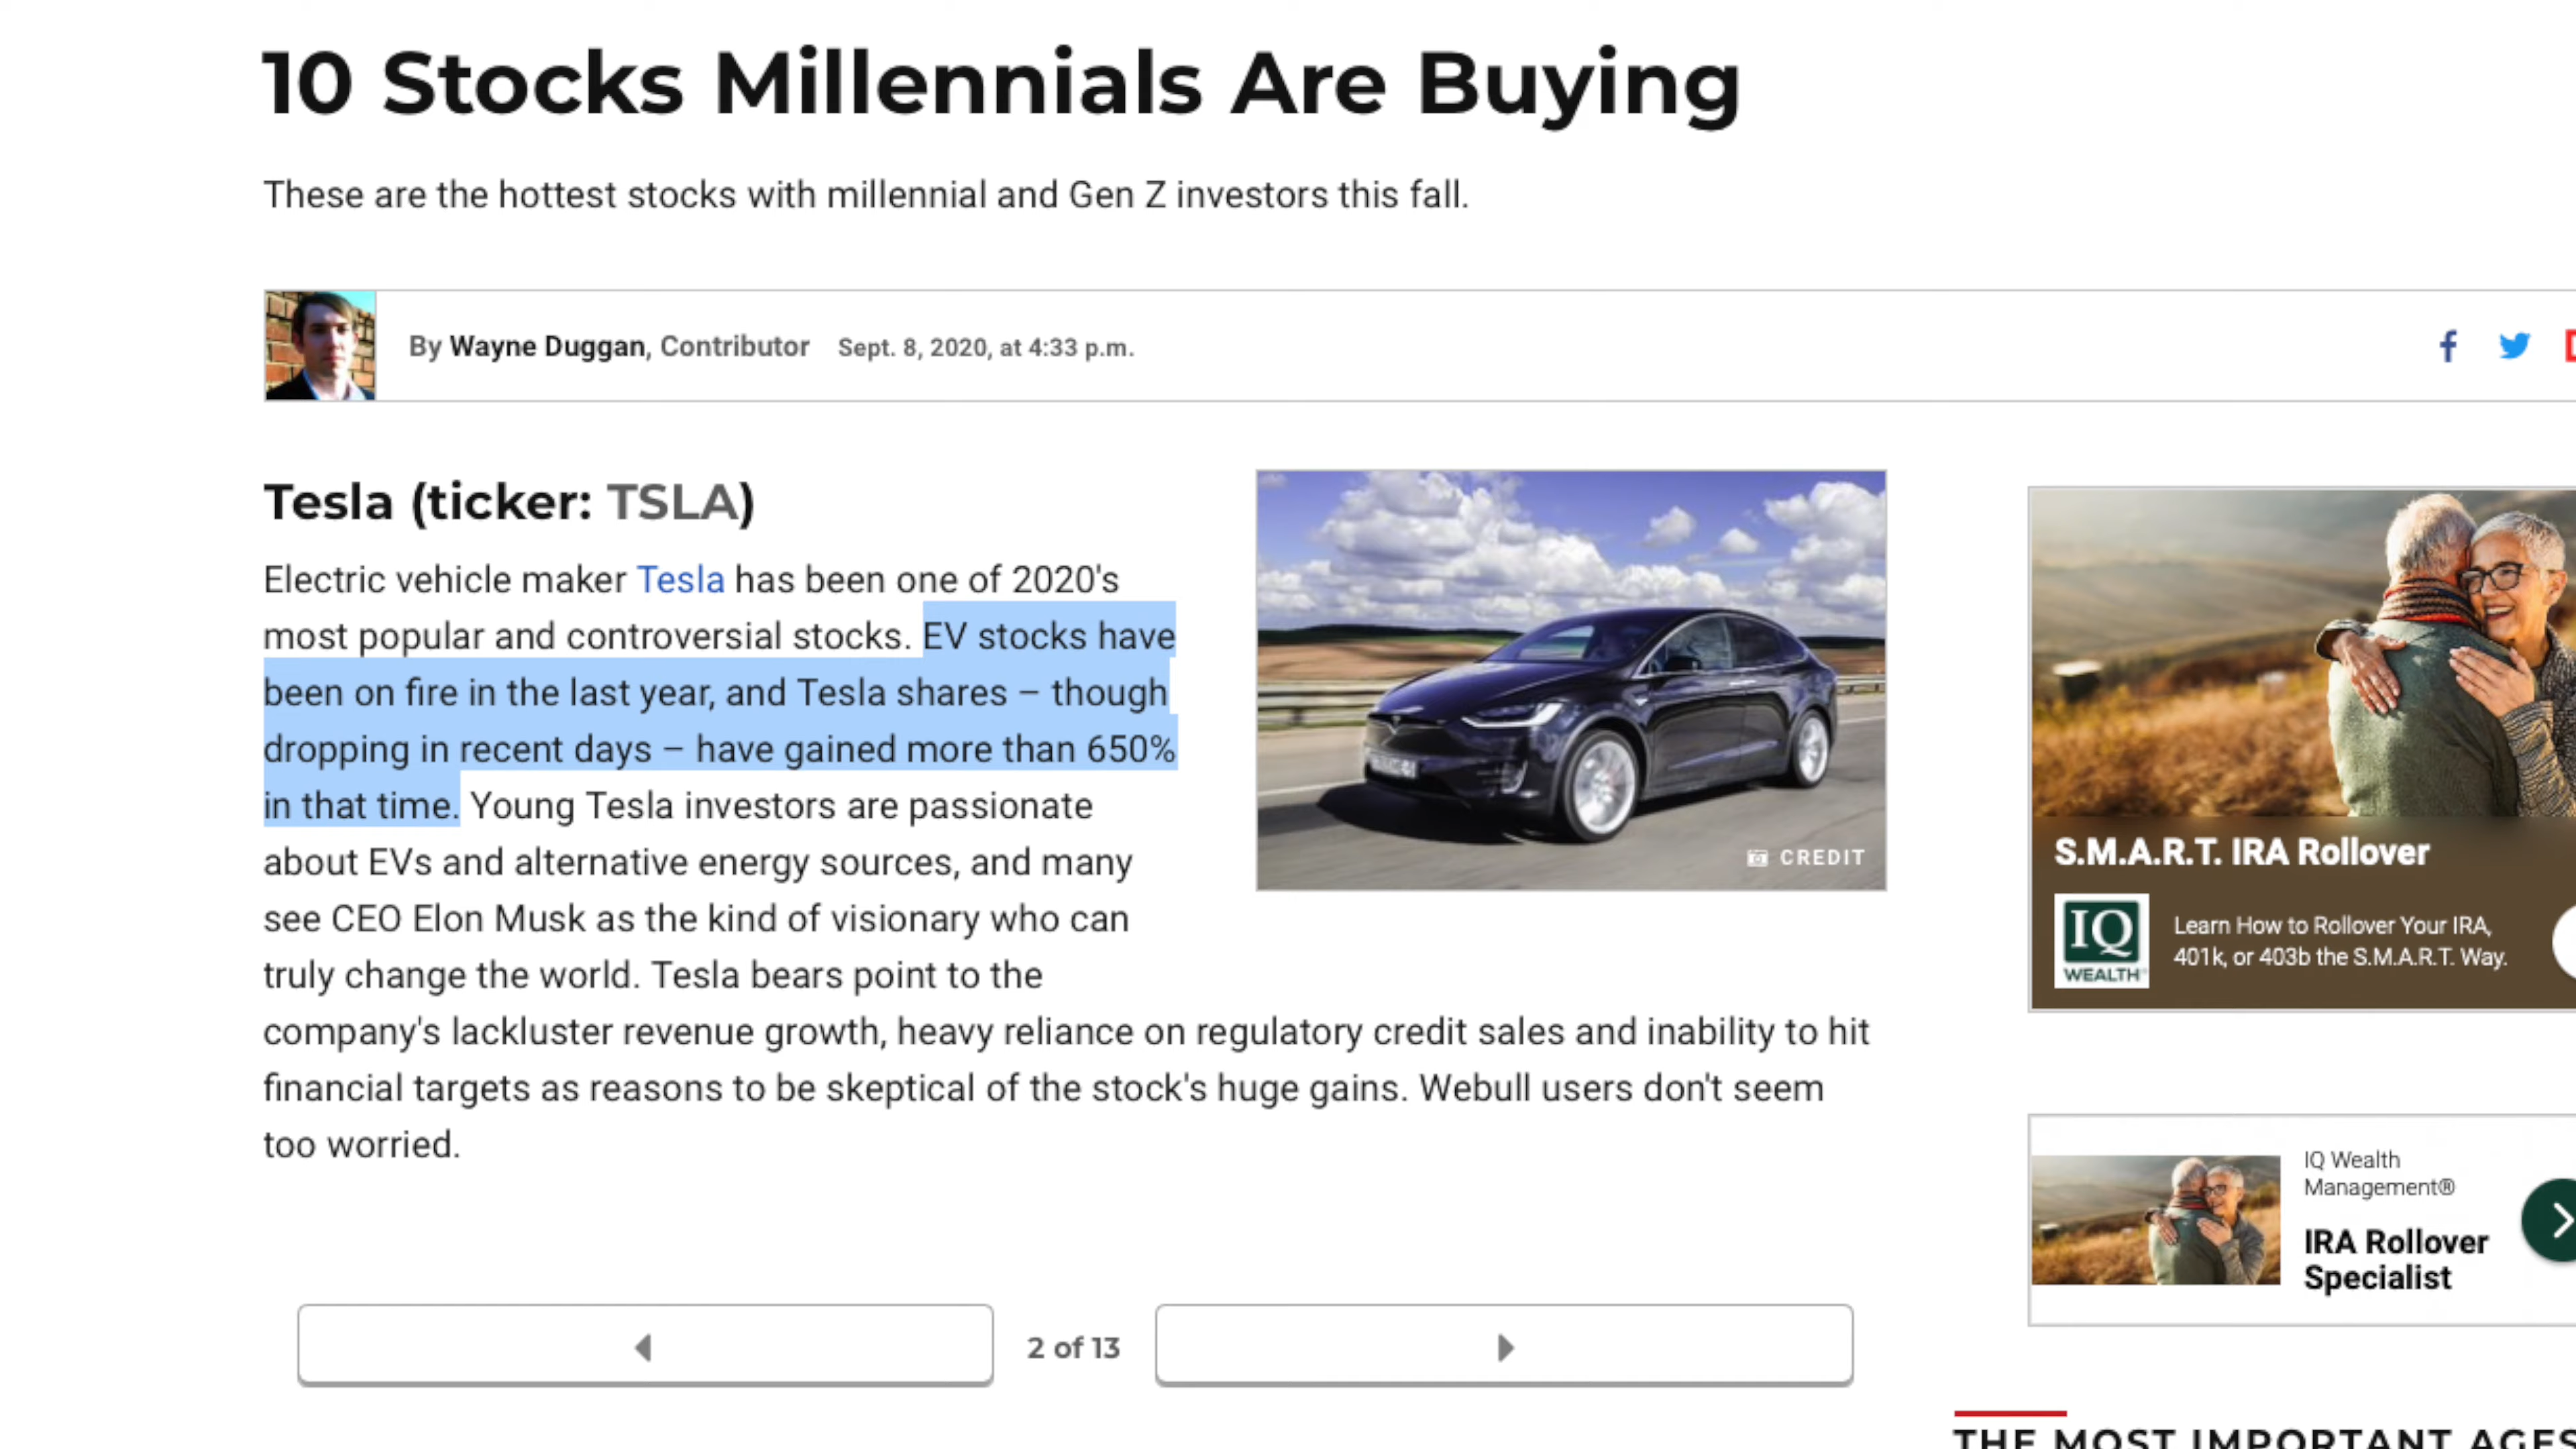 10 Stocks Millennials Are Buying
These are the hottest stocks with millennial and Gen Z investors this fall.
By Wayne Duggan, Contributor Sept. 8, 2020, at 4:33 p.m.
Tesla (ticker: TSLA)
Electric vehicle maker Tesla has been one of 2020's
most popular and controversial stocks. EV stocks have
been on fire in the last year, and Tesla shares – though
dropping in recent days – have gained more than 650%
in that time. Young Tesla investors are passionate
about EVs and alternative energy sources, and many
see CEO Elon Musk as the kind of visionary who can
truly change the world. Tesla bears point to the
company's lackluster revenue growth, heavy reliance on regulatory credit sales and inability to hit
financial targets as reasons to be skeptical of the stock's huge gains. Webull users don't seem
too worried.
CREDIT
2 of 13
S.M.A.R.T. IRA Rollover
IQ
WEALTH
Learn How to Rollover Your IRA,
401k, or 403b the S.M.A.R.T. Way.
IQ Wealth
Management®
IRA Rollover
Specialist
THE MOST IMPORTANT AGES